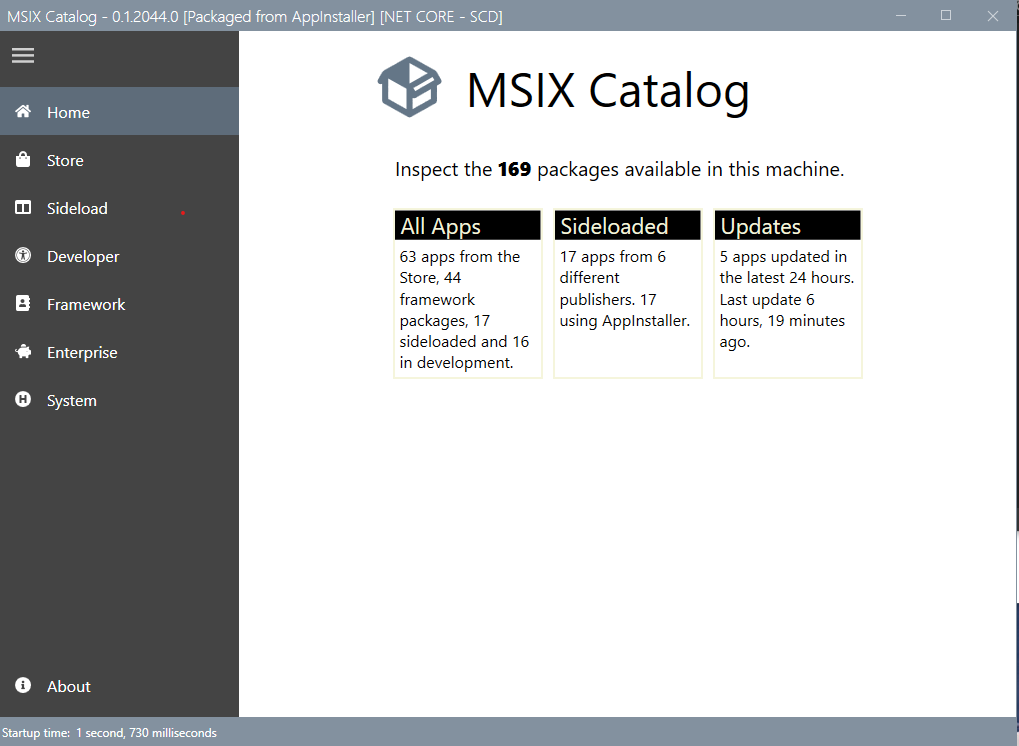 MSIX Catalog - 0.1.2044.0 [Packaged from AppInstaller] [NET CORE - SCD]
Home
Store
Sideload
Developer
Framework
Enterprise
System
About
MSIX Catalog
Inspect the 169 packages available in this machine.
All Apps
63 apps from the
Store, 44
framework
packages, 17
sideloaded and 16
in development.
Sideloaded
17 apps from 6
different
publishers. 17
using AppInstaller.
Updates
5 apps updated in
the latest 24 hours.
Last update 6
hours, 19 minutes
ago.
Startup time: 1 second, 730 milliseconds